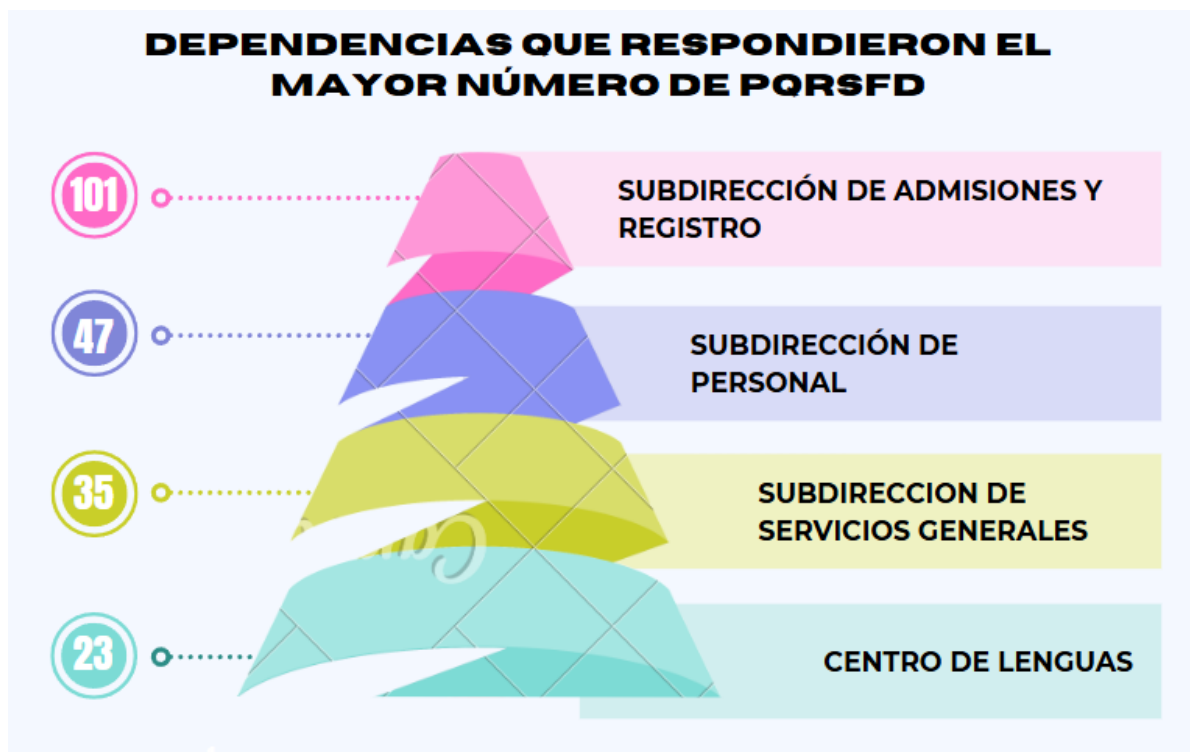 DEPENDENCIAS QUE RESPONDIERON EL
MAYOR NÚMERO DE PQRSFD
101
SUBDIRECCIÓN DE ADMISIONES Y
REGISTRO
47
SUBDIRECCIÓN DE
PERSONAL
35
SUBDIRECCION DE
SERVICIOS GENERALES
23
CENTRO DE LENGUAS